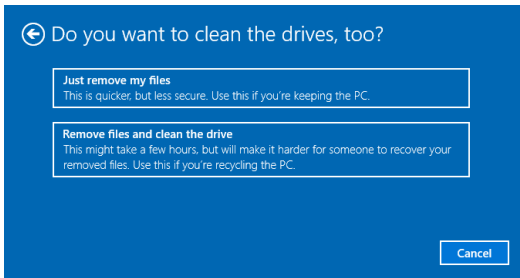 Do you want to clean the drives, too?
Just remove my files
This is quicker, but less secure. Use this if you're keeping the PC.
Remove files and clean the drive
This might take a few hours, but will make it harder for someone to recover your
removed files. Use this if you're recycling the PC.
Cancel